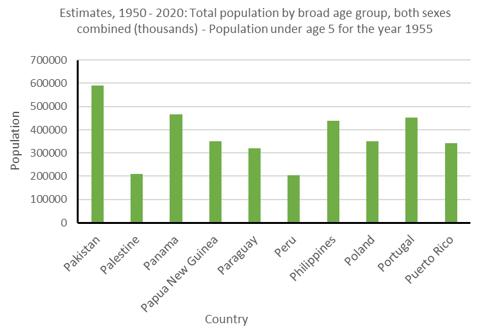 Estimates, 1950 - 2020: Total population by broad age group, both sexes
combined (thousands) - Population under age 5 for the year 1955
700000
600000
500000
400000
300000
200000
100000
0
Population
Pakistan
Palestine
Panama
Papua New Guinea
Paraguay
Peru
Philippines
Poland
Portugal
Puerto Rico
Country